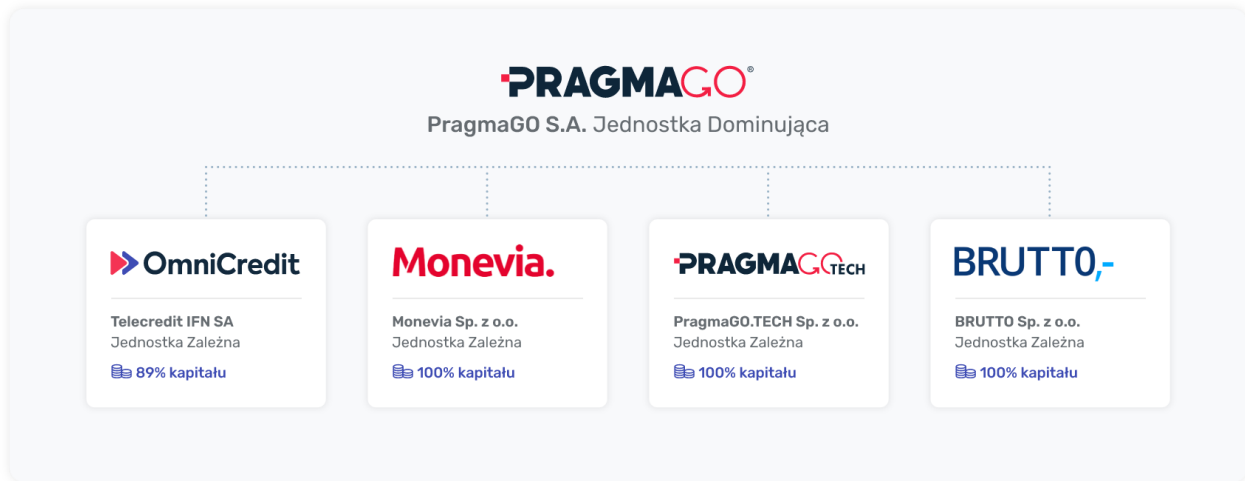 PRAGMAGO®
PragmaGO S.A. Jednostka Dominująca
OmniCredit
Telecredit IFN SA
Jednostka Zależna
89% kapitału
Monevia.
Monevia Sp. z o.o.
Jednostka Zależna
100% kapitału
PRAGMAGO TECH
PragmaGO.TECH Sp. z o.o.
Jednostka Zależna
100% kapitału
BRUTTO,-
BRUTTO Sp. z o.o.
Jednostka Zależna
100% kapitału